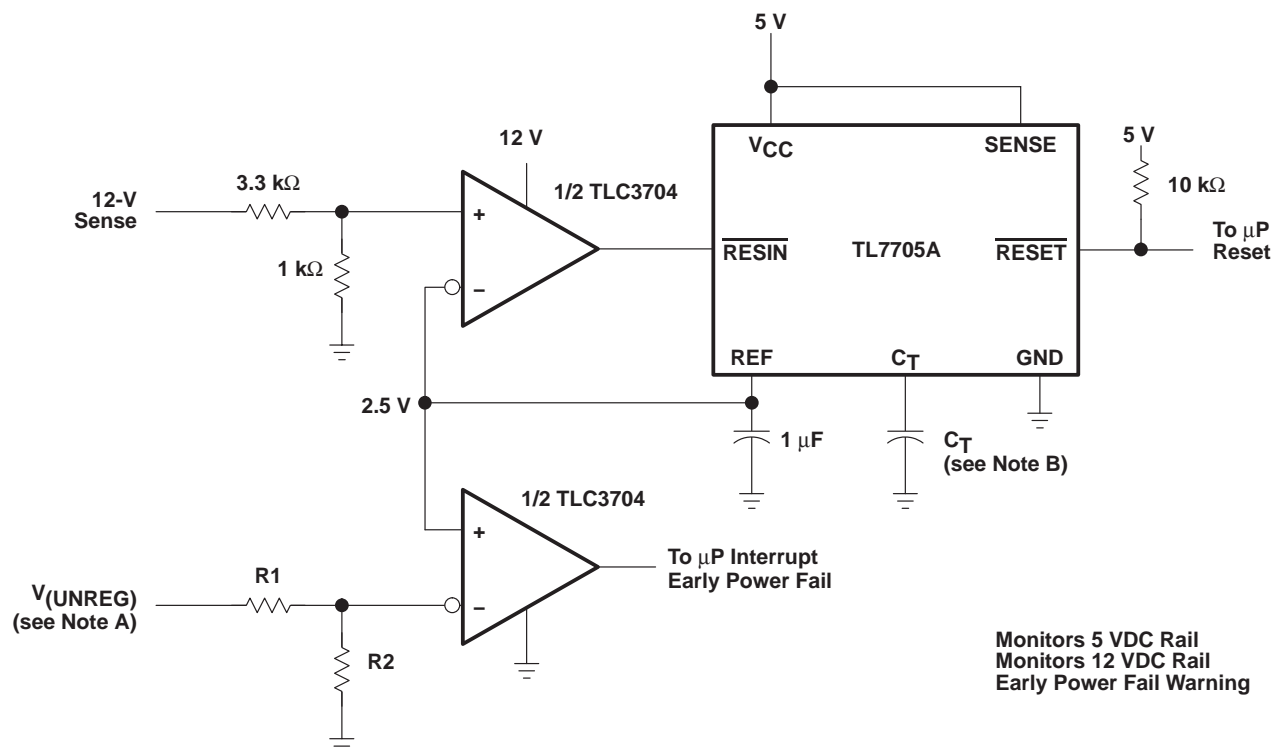 5 V
VCC
SENSE
12 V
5 V
3.3 kΩ
1/2 TLC3704
10 kΩ
12-V
Sense
+
RESIN
TL7705A
RESET
To μP
Reset
1 kΩ
−
REF
CT
GND
2.5 V
1 μF
CT
(see Note B)
1/2 TLC3704
+
To μP Interrupt
Early Power Fail
R1
V(UNREG)
(see Note A)
−
R2
Monitors 5 VDC Rail
Monitors 12 VDC Rail
Early Power Fail Warning